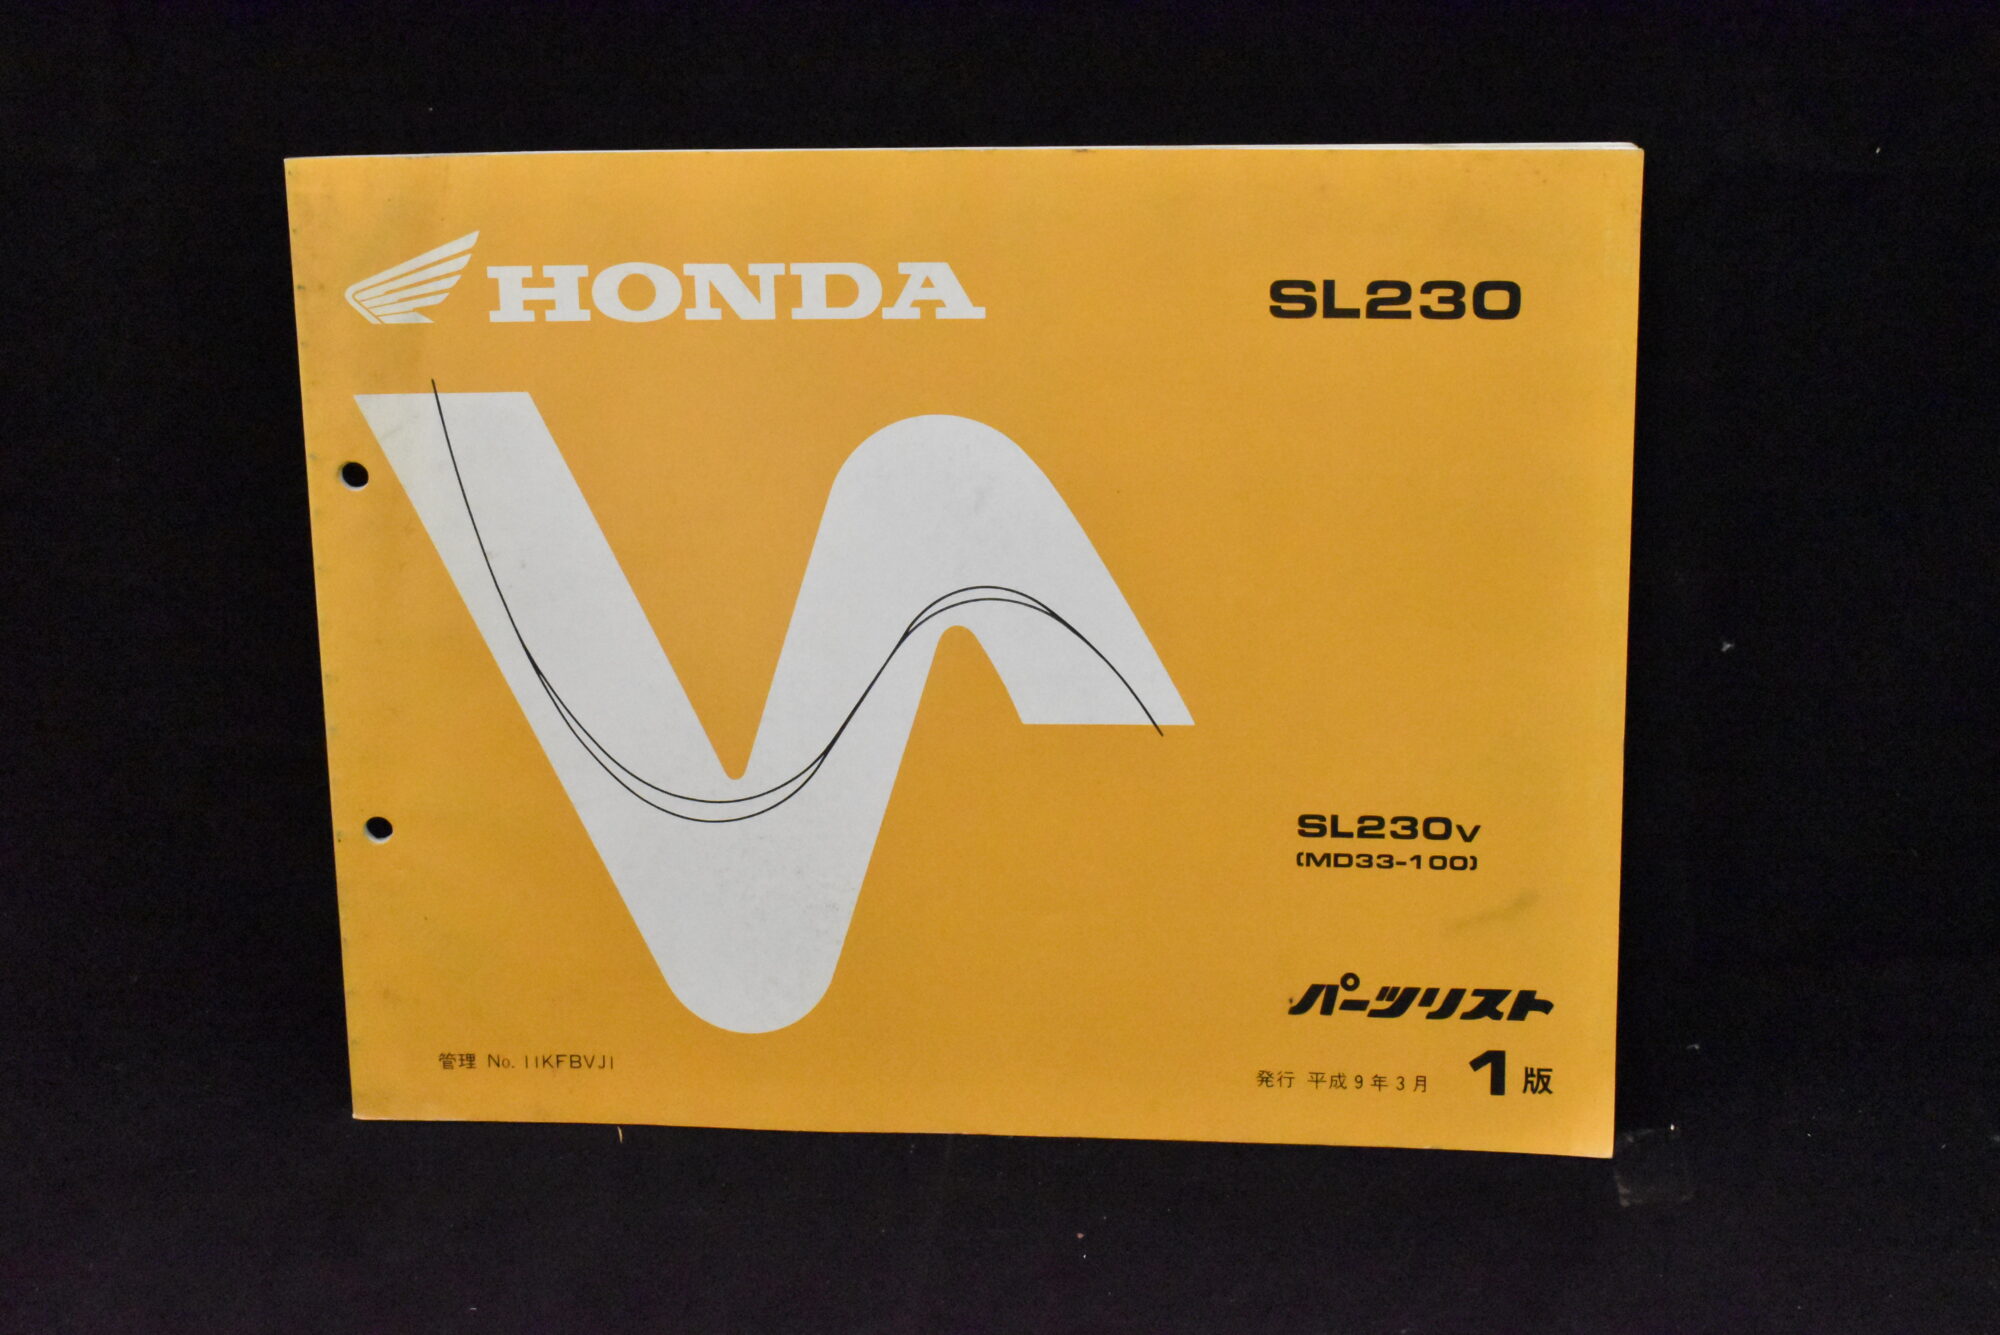 HONDA
SL230
SL230V
(MD33-100)
パーツリスト
管理 No. 11KFBVJ1
発行 平成9年3月 1版